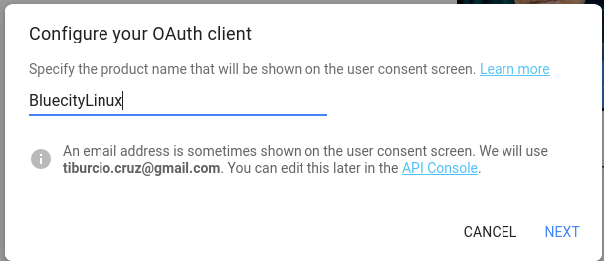 Configure your OAuth client
Specify the product name that will be shown on the user consent screen. Learn more
BluecityLinux
An email address is sometimes shown on the user consent screen. We will use
tiburcio.cruz@gmail.com. You can edit this later in the API Console.
CANCEL NEXT